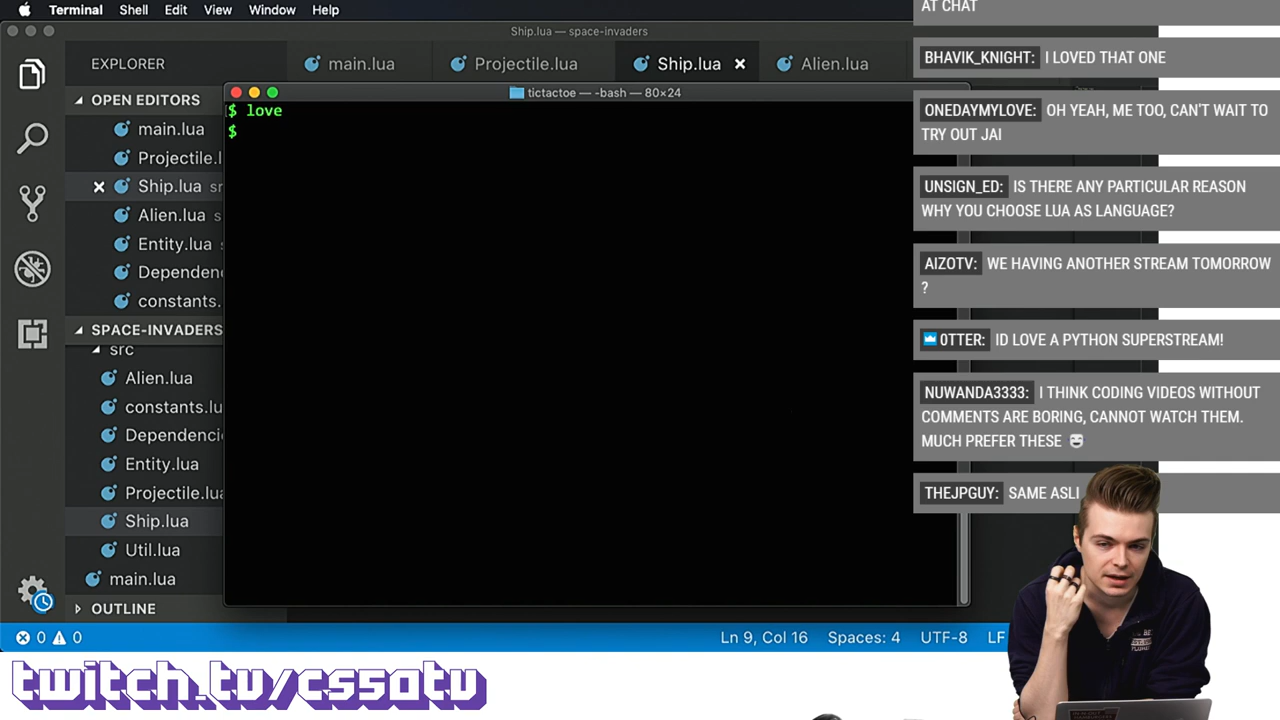 Terminal Shell Edit View Window Help
Ship.lua — space-invaders
EXPLORER
main.lua Projectile.lua Ship.lua Alien.lua
OPEN EDITORS
main.lua
Projectile.l
Ship.lua
Alien.lua s
Entity.lua
Dependenc
constants.
SPACE-INVADERS
src
Alien.lua
constants.lu
Dependenci
Entity.lua
Projectile.lua
Ship.lua
Util.lua
main.lua
OUTLINE
tictactoe — -bash — 80×24
$ love
$
AT CHAT
BHAVIK_KNIGHT: I LOVED THAT ONE
ONEDAYMYLOVE: OH YEAH, ME TOO, CAN'T WAIT TO
TRY OUT JAI
UNSIGN_ED: IS THERE ANY PARTICULAR REASON
WHY YOU CHOOSE LUA AS LANGUAGE?
AIZOTV: WE HAVING ANOTHER STREAM TOMORROW
?
0TTER: ID LOVE A PYTHON SUPERSTREAM!
NUWANDA3333: I THINK CODING VIDEOS WITHOUT
COMMENTS ARE BORING, CANNOT WATCH THEM.
MUCH PREFER THESE
THEJPGUY: SAME ASLI
0 0 Ln 9, Col 16 Spaces: 4 UTF-8 LF
twitch.tv/cs50tv